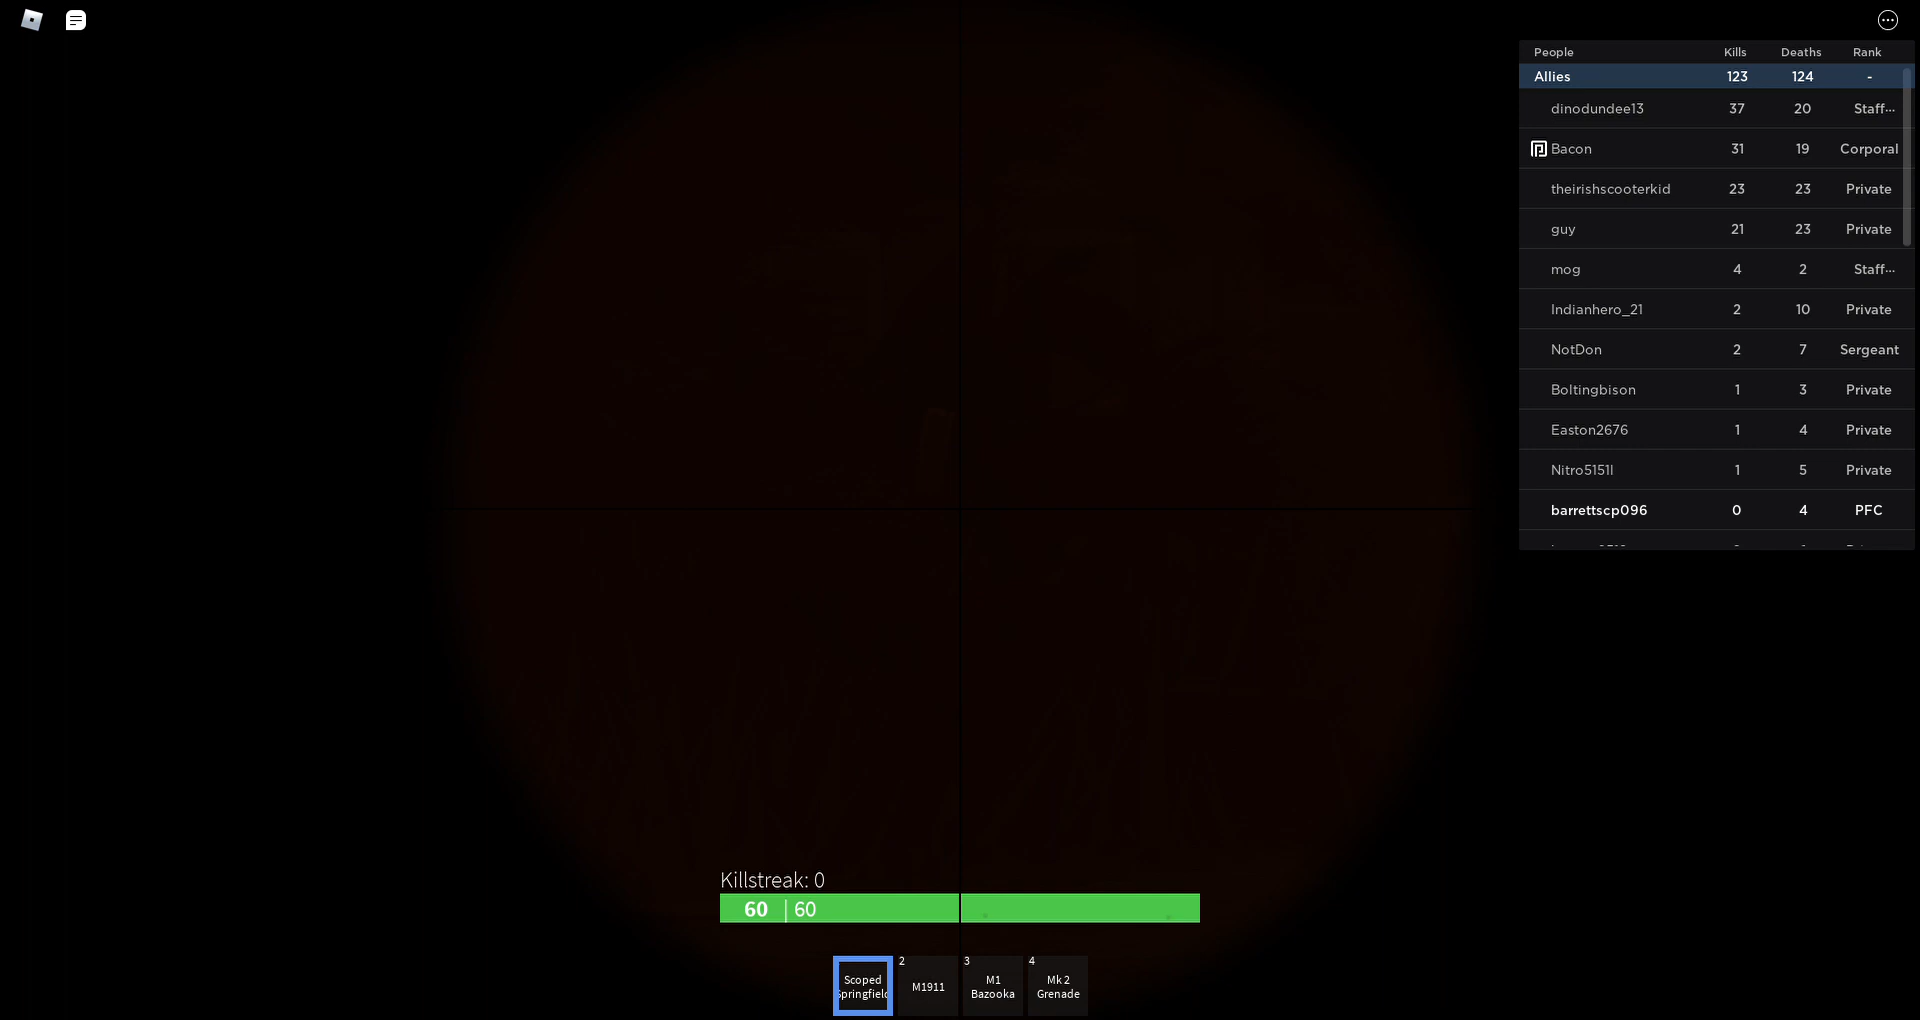 People Kills Deaths Rank
Allies 123 124 -
dinodundee13 37 20 Staff...
Bacon 31 19 Corporal
theirishscooterkid 23 23 Private
guy 21 23 Private
mog 4 2 Staff...
Indianhero_21 2 10 Private
NotDon 2 7 Sergeant
Boltingbison 1 3 Private
Easton2676 1 4 Private
Nitro5151l 1 5 Private
barrettscp096 0 4 PFC
Killstreak: 0
60 | 60
Scoped
Springfield
2
M1911
3
M1
Bazooka
4
Mk 2
Grenade